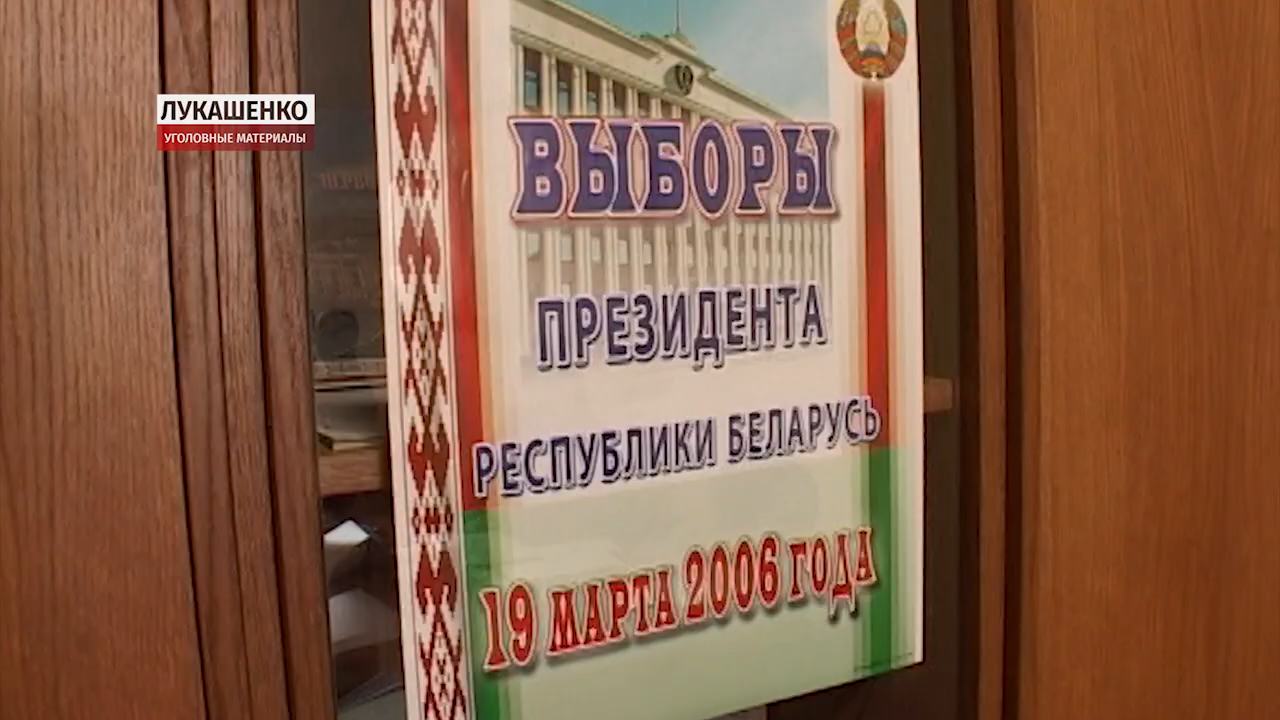 ЛУКАШЕНКО
УГОЛОВНЫЕ МАТЕРИАЛЫ
ВЫБОРЫ
ПРЕЗИДЕНТА
РЕСПУБЛИКИ БЕЛАРУСЬ
19 МАРТА 2006 ГОДА